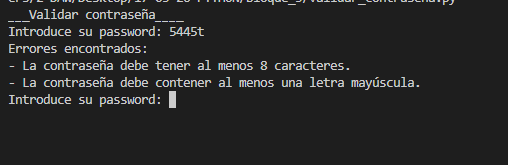 ___Validar contraseña____
Introduce su password: 5445t
Errores encontrados:
- La contraseña debe tener al menos 8 caracteres.
- La contraseña debe contener al menos una letra mayúscula.
Introduce su password: